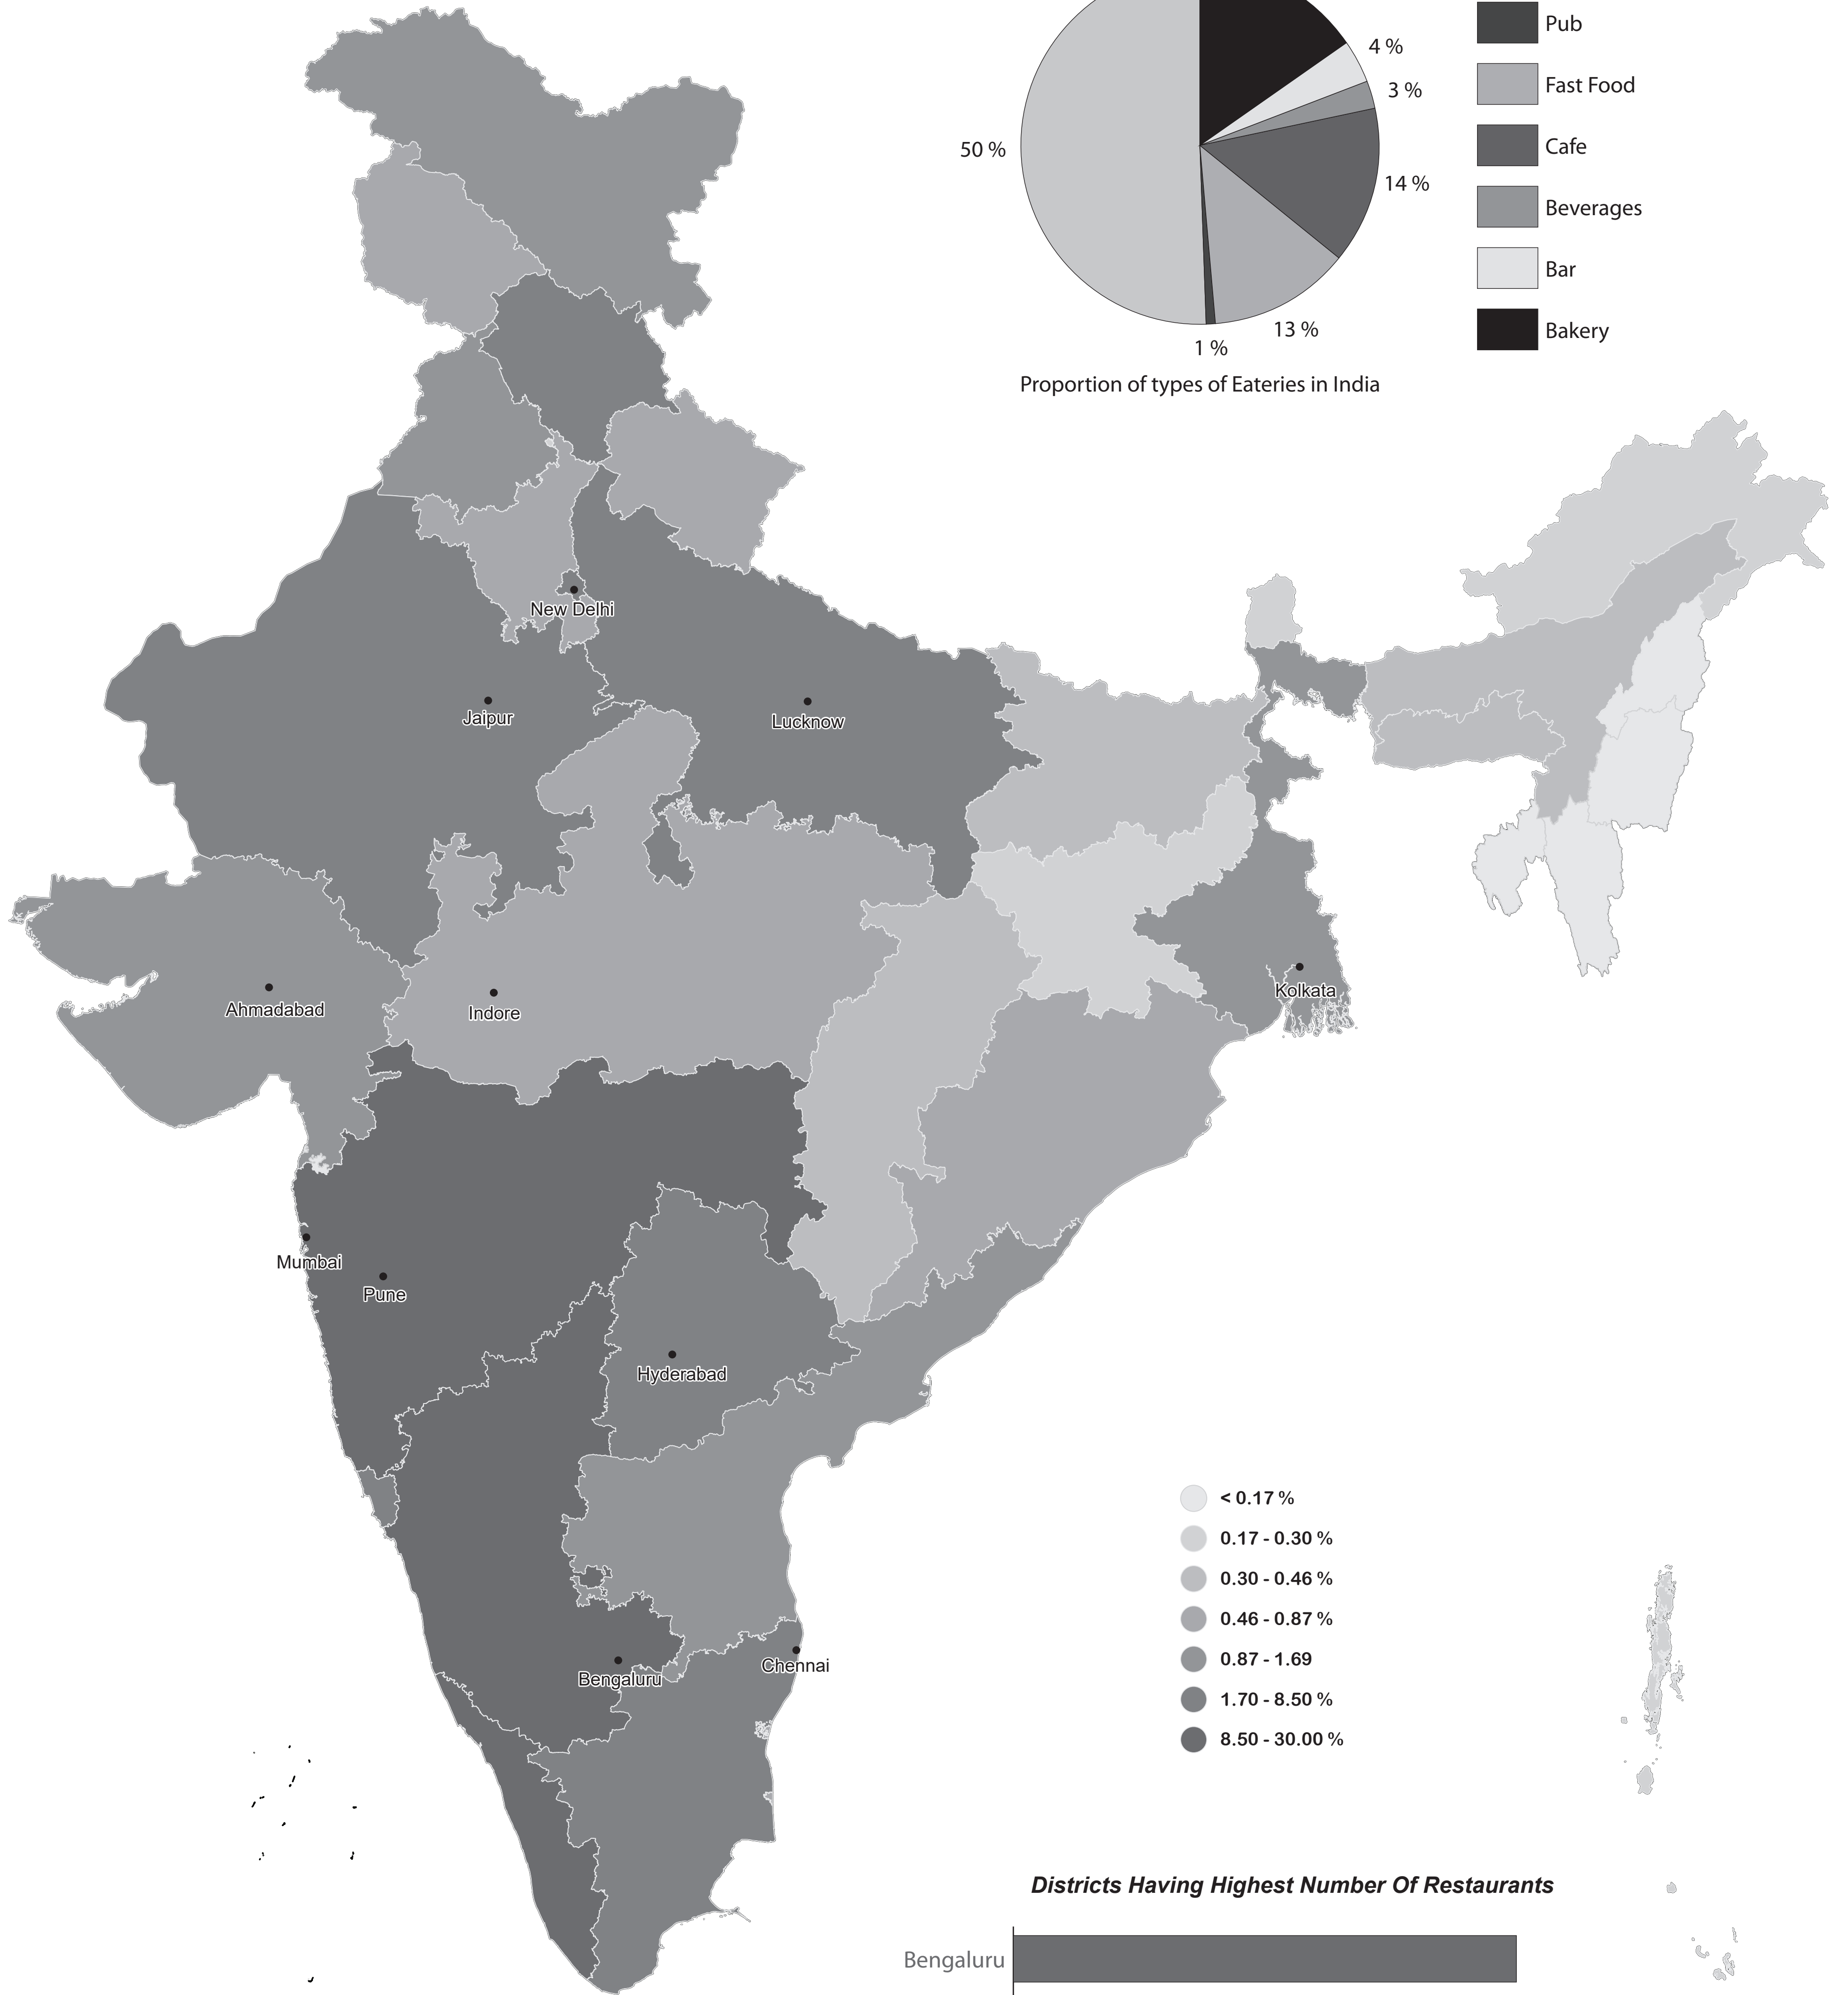 Pub
4 %
Fast Food
3 %
50 %
Cafe
14 %
Beverages
Bar
13 %
Bakery
1 %
Proportion of types of Eateries in India
New Delhi
Jaipur
Lucknow
Kolkata
Ahmadabad
Indore
Mumbai
Pune
Hyderabad
Bengaluru
Chennai
< 0.17 %
0.17 - 0.30 %
0.30 - 0.46 %
0.46 - 0.87 %
0.87 - 1.69
1.70 - 8.50 %
8.50 - 30.00 %
Districts Having Highest Number Of Restaurants
Bengaluru